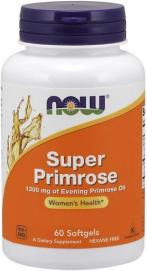 now
Super
Primrose
1300 mg of Evening Primrose Oil
Women's Health*
60 Softgels
A Dietary Supplement HEXANE FREE